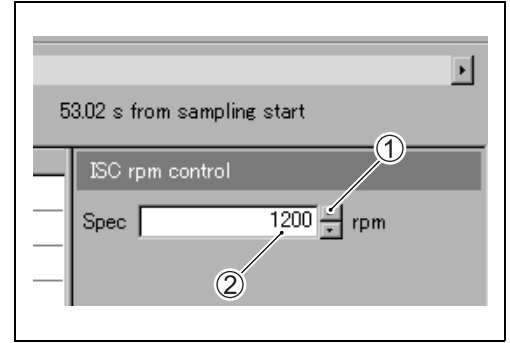 53.02 s from sampling start
1
ISC rpm control
Spec 1200 rpm
2